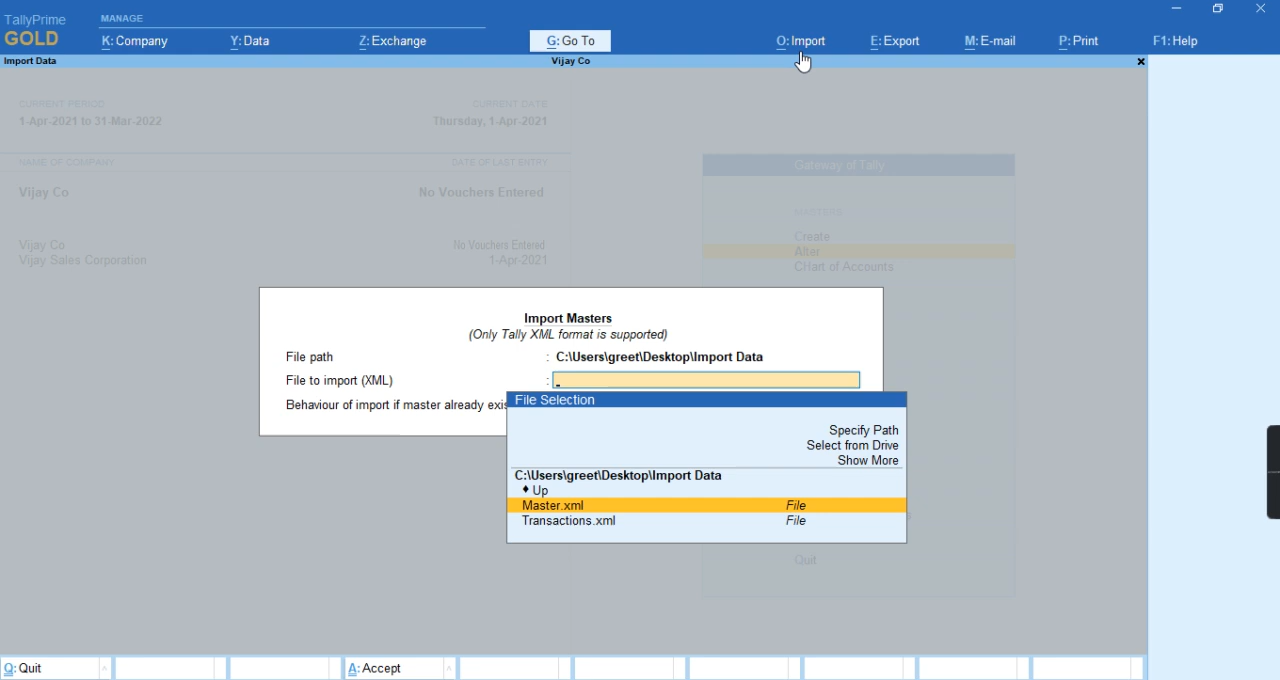 TallyPrime
GOLD
MANAGE
K: Company
Y: Data
Z: Exchange
G: Go To
O: Import
E: Export
M: E-mail
P: Print
F1: Help
Import Data
Vijay Co
CURRENT PERIOD
CURRENT DATE
1-Apr-2021 to 31-Mar-2022
Thursday, 1-Apr-2021
NAME OF COMPANY
DATE OF LAST ENTRY
Vijay Co
No Vouchers Entered
Vijay Co
No Vouchers Entered
Vijay Sales Corporation
1-Apr-2021
Gateway of Tally
MASTERS
Create
Alter
Chart of Accounts
Import Masters
(Only Tally XML format is supported)
File path : C:\Users\greet\Desktop\Import Data
File to import (XML) :
Behaviour of import if master already
File Selection
Specify Path
Select from Drive
Show More
C:\Users\greet\Desktop\Import Data
♦ Up
Master.xml File
Transactions.xml File
Quit
Q: Quit
A: Accept